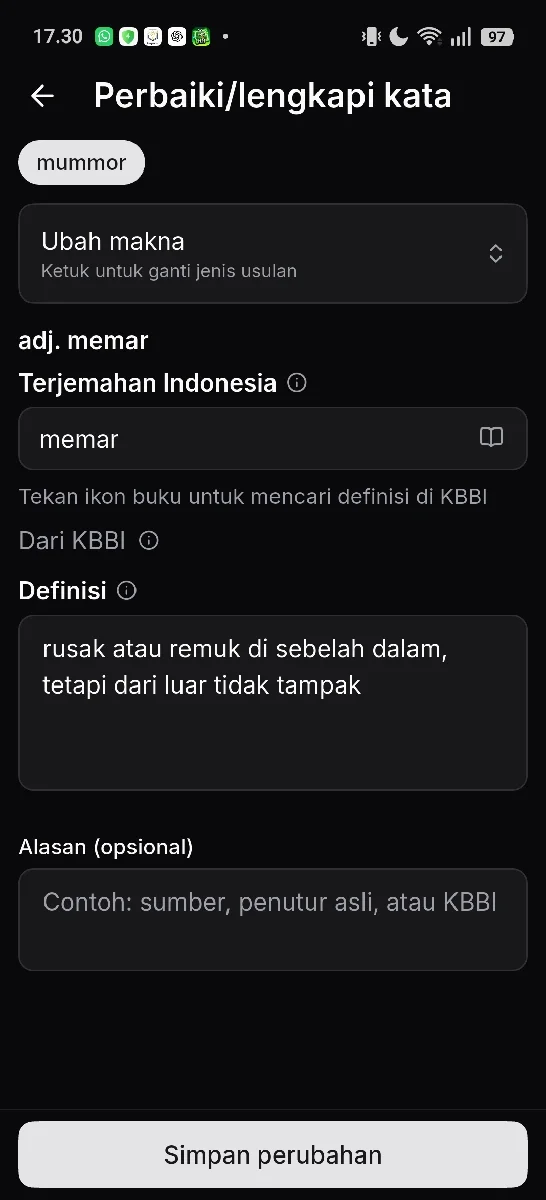 17.30
97
Perbaiki/lengkapi kata
mummor
Ubah makna
Ketuk untuk ganti jenis usulan
adj. memar
Terjemahan Indonesia
memar
Tekan ikon buku untuk mencari definisi di KBBI
Dari KBBI
Definisi
rusak atau remuk di sebelah dalam,
tetapi dari luar tidak tampak
Alasan (opsional)
Contoh: sumber, penutur asli, atau KBBI
Simpan perubahan